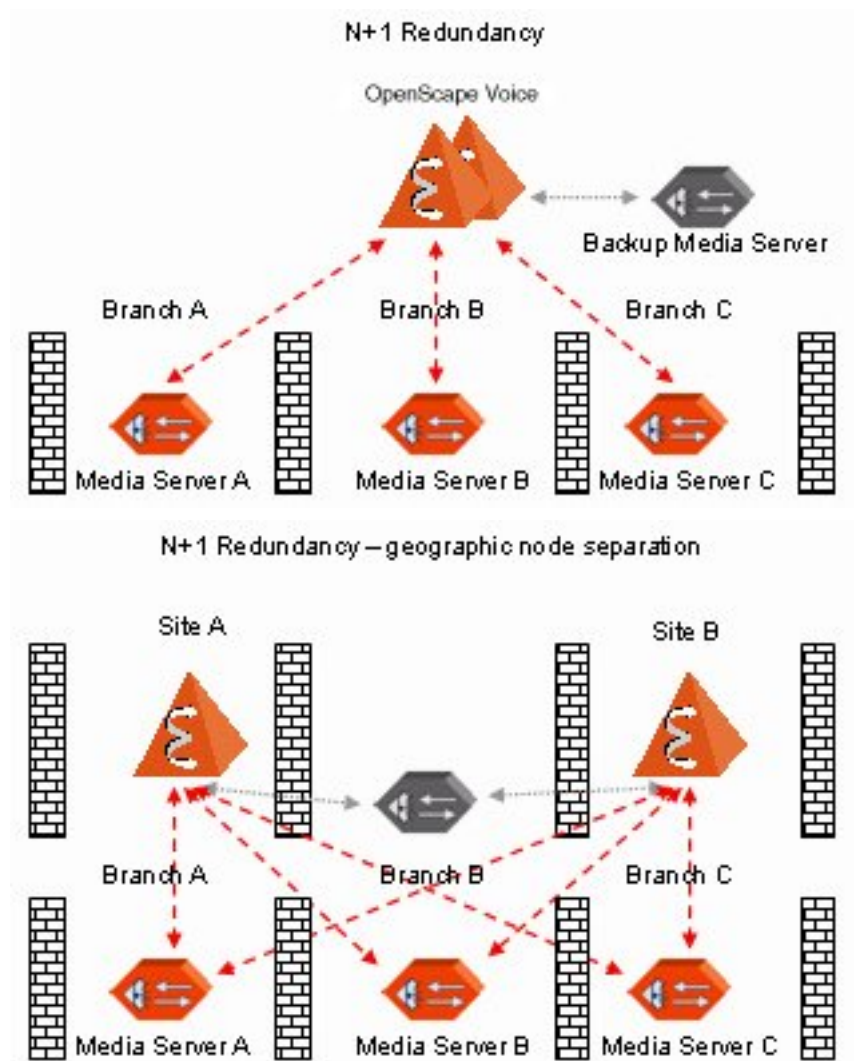 N+1 Redundancy
OpenScape Voice
Backup Media Server
Branch A Branch B Branch C
Media Server A Media Server B Media Server C
N+1 Redundancy – geographic node separation
Site A Site B
Branch A Branch B Branch C
Media Server A Media Server B Media Server C